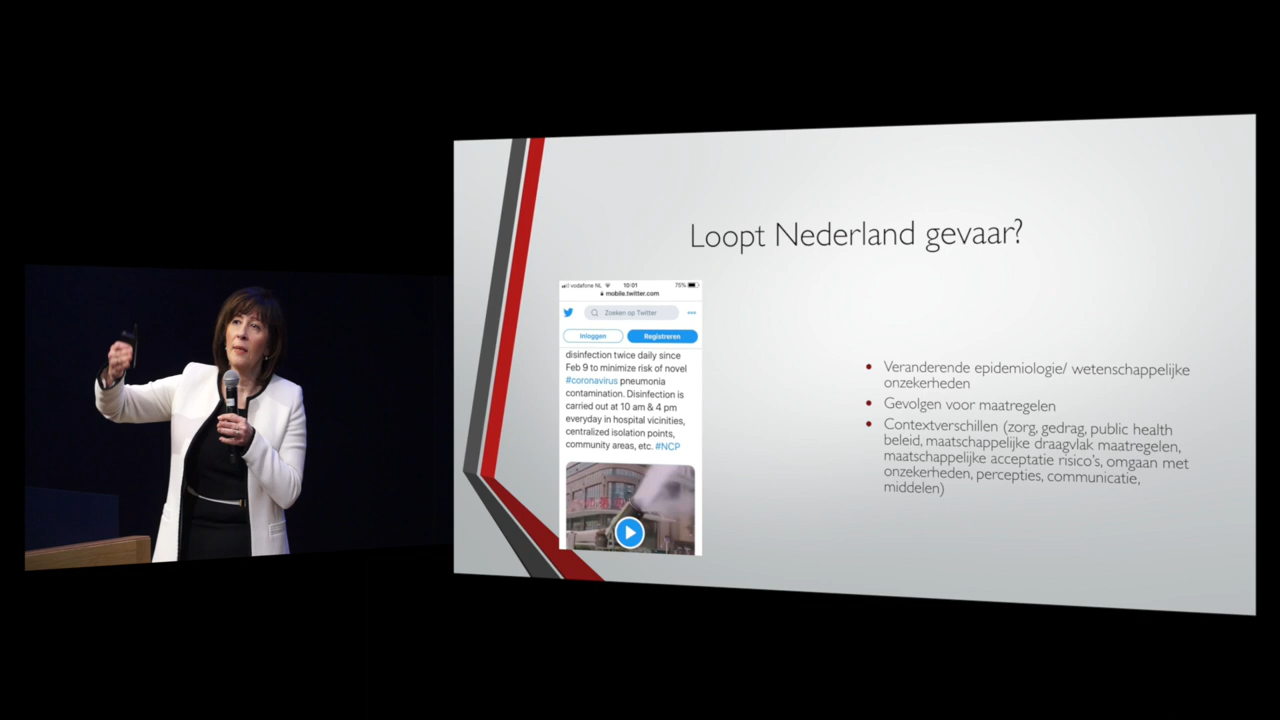 Loopt Nederland gevaar?
vodafone NL 10:01 75%
mobile.twitter.com
Zoeken op Twitter
Inloggen Registreren
disinfection twice daily since
Feb 9 to minimize risk of novel
#coronavirus pneumonia
contamination. Disinfection is
carried out at 10 am & 4 pm
everyday in hospital vicinities,
centralized isolation points,
community areas, etc. #NCP
• Veranderende epidemiologie/ wetenschappelijke
onzekerheden
• Gevolgen voor maatregelen
• Contextverschillen (zorg, gedrag, public health
beleid, maatschappelijke draagvlak maatregelen,
maatschappelijke acceptatie risico's, omgaan met
onzekerheden, percepties, communicatie,
middelen)